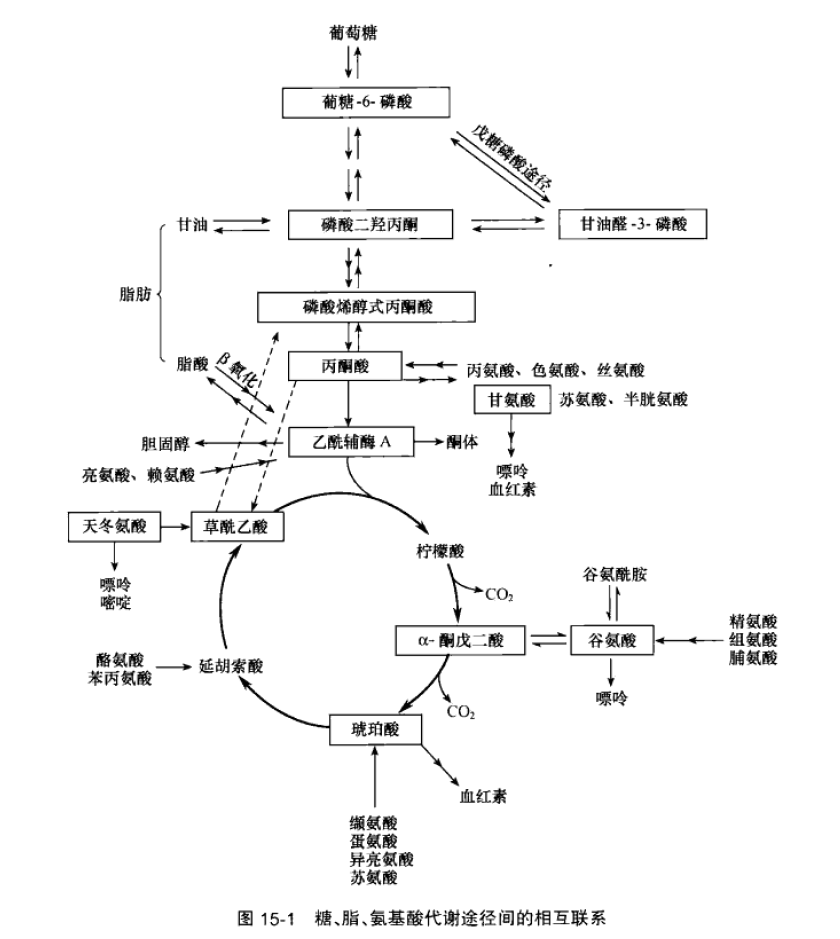 葡萄糖
葡糖-6-磷酸
戊糖磷酸途径
甘油
磷酸二羟丙酮
甘油醛-3-磷酸
脂肪
磷酸烯醇式丙酮酸
脂酸
β氧化
丙酮酸
丙氨酸、色氨酸、丝氨酸
甘氨酸
苏氨酸、半胱氨酸
胆固醇
乙酰辅酶A
酮体
亮氨酸、赖氨酸
嘌呤
血红素
天冬氨酸
草酰乙酸
柠檬酸
嘌呤
嘧啶
CO₂
谷氨酰胺
α-酮戊二酸
谷氨酸
精氨酸
组氨酸
脯氨酸
酪氨酸
苯丙氨酸
延胡索酸
嘌呤
CO₂
琥珀酸
血红素
缬氨酸
蛋氨酸
异亮氨酸
苏氨酸
图 15-1 糖、脂、氨基酸代谢途径间的相互联系